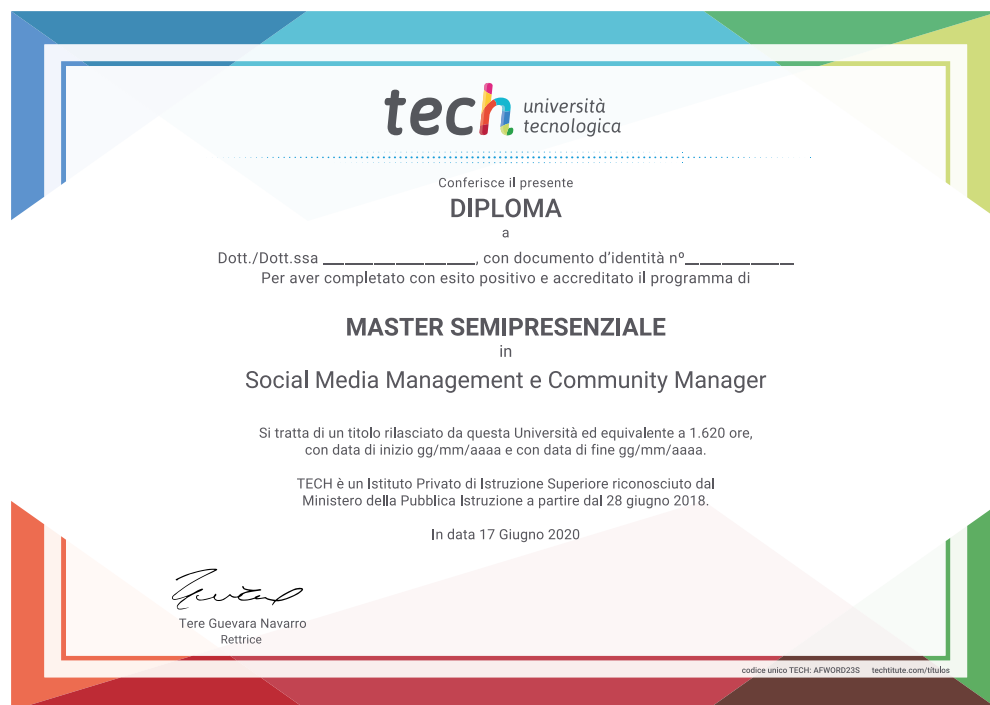 tech università
tecnologica
Conferisce il presente
DIPLOMA
a
Dott./Dott.ssa _______________, con documento d'identità nº___________
Per aver completato con esito positivo e accreditato il programma di
MASTER SEMIPRESENZIALE
in
Social Media Management e Community Manager
Si tratta di un titolo rilasciato da questa Università ed equivalente a 1.620 ore,
con data di inizio gg/mm/aaaa e con data di fine gg/mm/aaaa.
TECH è un Istituto Privato di Istruzione Superiore riconosciuto dal
Ministero della Pubblica Istruzione a partire dal 28 giugno 2018.
In data 17 Giugno 2020
Tere Guevara Navarro
Rettrice
codice unico TECH: AFWORD23S techtitute.com/titulos